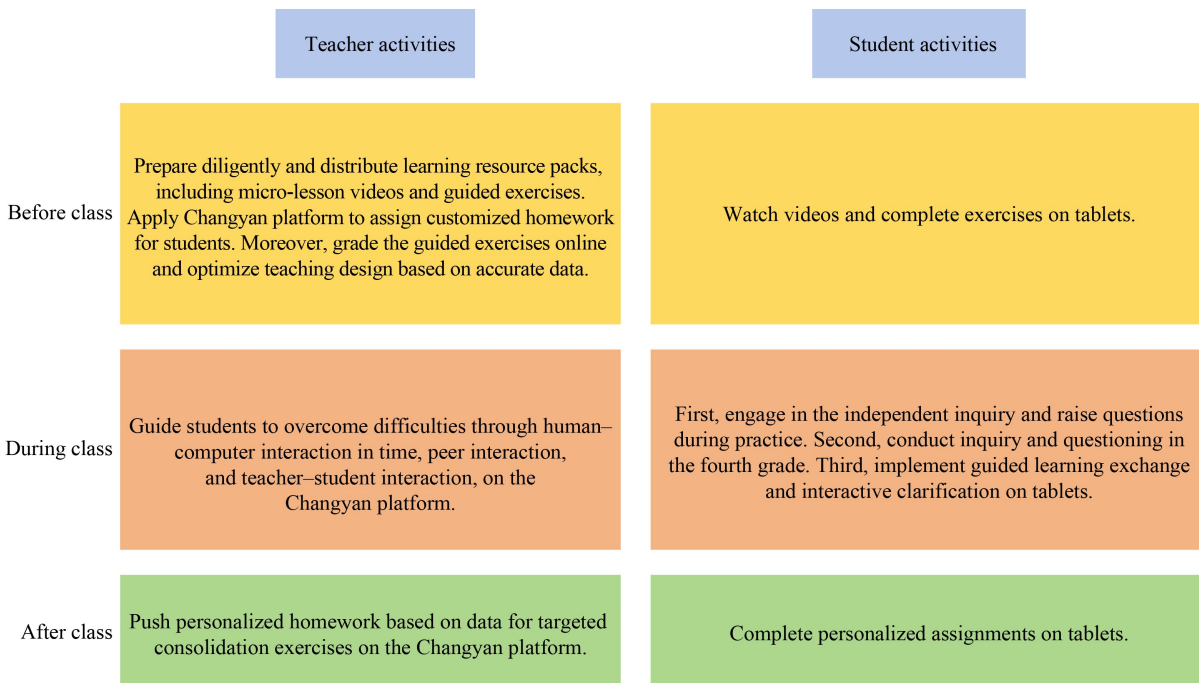 Teacher activities
Student activities
Before class
Prepare diligently and distribute learning resource packs,
including micro-lesson videos and guided exercises.
Apply Changyan platform to assign customized homework
for students. Moreover, grade the guided exercises online
and optimize teaching design based on accurate data.
Watch videos and complete exercises on tablets.
During class
Guide students to overcome difficulties through human–
computer interaction in time, peer interaction,
and teacher–student interaction, on the
Changyan platform.
First, engage in the independent inquiry and raise questions
during practice. Second, conduct inquiry and questioning in
the fourth grade. Third, implement guided learning exchange
and interactive clarification on tablets.
After class
Push personalized homework based on data for targeted
consolidation exercises on the Changyan platform.
Complete personalized assignments on tablets.